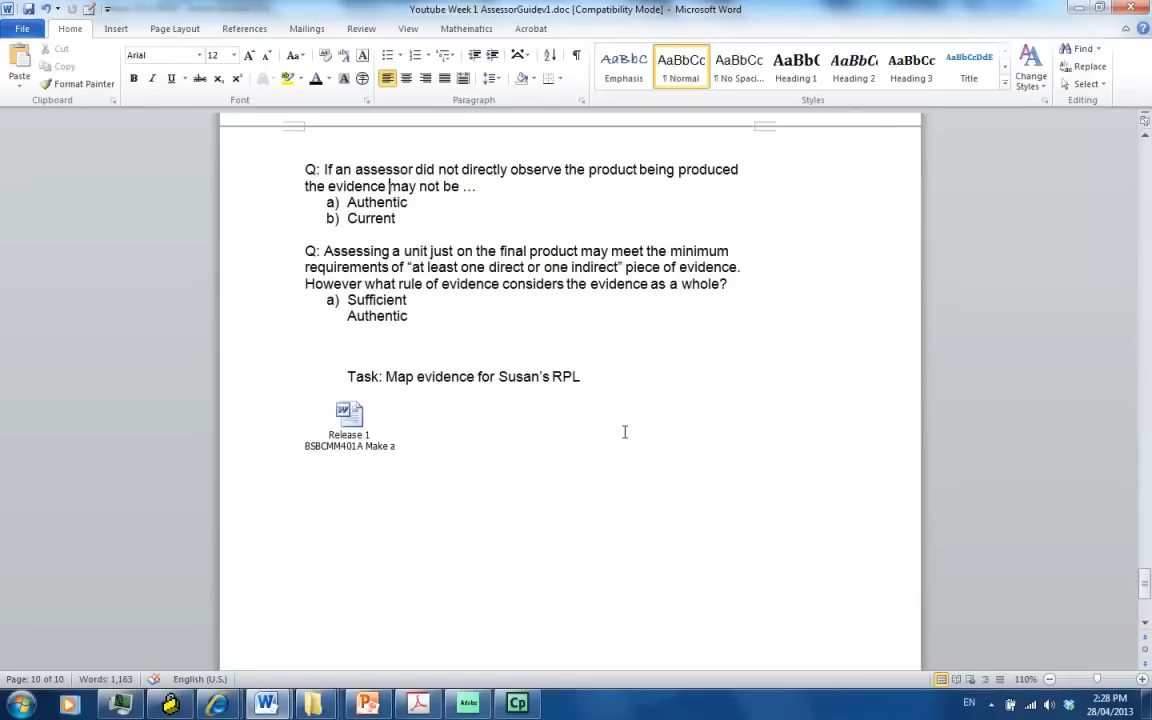 Youtube Week 1 AssessorGuidev1.doc [Compatibility Mode] - Microsoft Word
File Home Insert Page Layout References Mailings Review View Mathematics Acrobat
Cut
Copy
Format Painter
Paste
Arial 12
Clipboard Font Paragraph Styles Editing
AaBbC AaBbCc AaBbCc AaBb( AaBbC( AaBbCc AaBbCcDdE
Emphasis ¶ Normal ¶ No Spaci... Heading 1 Heading 2 Heading 3 Title
Change Styles
Find
Replace
Select
Q: If an assessor did not directly observe the product being produced
the evidence may not be …
a) Authentic
b) Current
Q: Assessing a unit just on the final product may meet the minimum
requirements of “at least one direct or one indirect” piece of evidence.
However what rule of evidence considers the evidence as a whole?
a) Sufficient
Authentic
Task: Map evidence for Susan’s RPL
Release 1
BSBCMM401A Make a
Page: 10 of 10 Words: 1,163 English (U.S.) 110%
EN 2:28 PM
28/04/2013